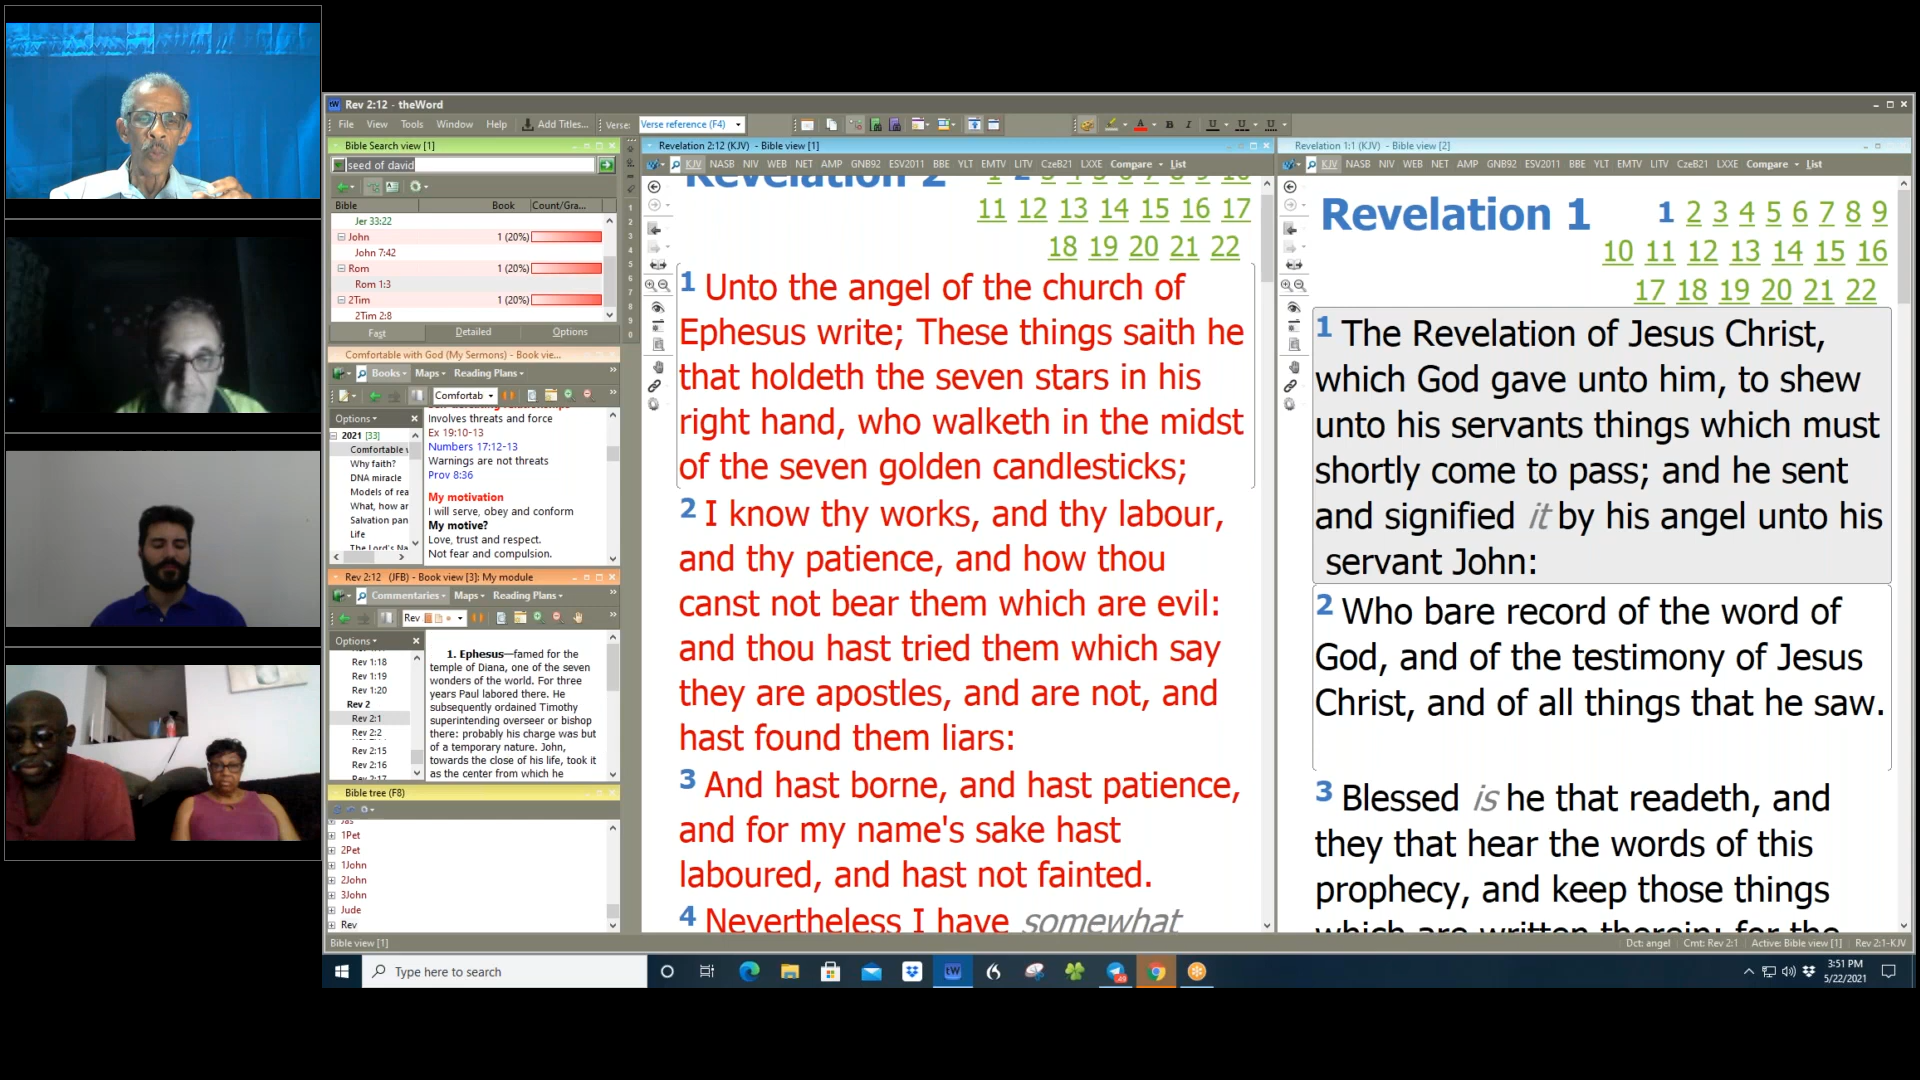 Rev 2:12 - theWord
File View Tools Window Help Add Titles... Verse: Verse reference (F4)
Bible Search view [1]
seed of david
Bible Book Count/Gra...
Jer 33:22
John 1 (20%)
John 7:42
Rom 1 (20%)
Rom 1:3
2Tim 1 (20%)
2Tim 2:8
Fast Detailed Options
Comfortable with God (My Sermons) - Book vie...
Books Maps Reading Plans
Comfortab
Options
2021 [33]
Comfortable
Why faith?
DNA miracle
Models of rea
What, how ar
Salvation pan
Life
The Lord's Na
Involves threats and force
Ex 19:10-13
Numbers 17:12-13
Warnings are not threats
Prov 8:36
My motivation
I will serve, obey and conform
My motive?
Love, trust and respect.
Not fear and compulsion.
Rev 2:12 (JFB) - Book view [3]; My module
Commentaries Maps Reading Plans
Rev
Options
Rev 1:18
Rev 1:19
Rev 1:20
Rev 2
Rev 2:1
Rev 2:2
Rev 2:15
Rev 2:16
Rev 2:17
1. Ephesus—famed for the
temple of Diana, one of the seven
wonders of the world. For three
years Paul labored there. He
subsequently ordained Timothy
superintending overseer or bishop
there: probably his charge was but
of a temporary nature. John,
towards the close of his life, took it
as the center from which he
Bible tree (F8)
Jas
1Pet
2Pet
1John
2John
3John
Jude
Rev
Bible view [1]
Revelation 2:12 (KJV) - Bible view [1]
KJV NASB NIV WEB NET AMP GNB92 ESV2011 BBE YLT EMTV LITV CzeB21 LXXE Compare List
Revelation 2 1 2 3 4 5 6 7 8 9 10
11 12 13 14 15 16 17
18 19 20 21 22
1 Unto the angel of the church of
Ephesus write; These things saith he
that holdeth the seven stars in his
right hand, who walketh in the midst
of the seven golden candlesticks;
2 I know thy works, and thy labour,
and thy patience, and how thou
canst not bear them which are evil:
and thou hast tried them which say
they are apostles, and are not, and
hast found them liars:
3 And hast borne, and hast patience,
and for my name's sake hast
laboured, and hast not fainted.
4 Nevertheless I have somewhat
Revelation 1:1 (KJV) - Bible view [2]
KJV NASB NIV WEB NET AMP GNB92 ESV2011 BBE YLT EMTV LITV CzeB21 LXXE Compare List
Revelation 1 1 2 3 4 5 6 7 8 9
10 11 12 13 14 15 16
17 18 19 20 21 22
1 The Revelation of Jesus Christ,
which God gave unto him, to shew
unto his servants things which must
shortly come to pass; and he sent
and signified it by his angel unto his
servant John:
2 Who bare record of the word of
God, and of the testimony of Jesus
Christ, and of all things that he saw.
3 Blessed is he that readeth, and
they that hear the words of this
prophecy, and keep those things
which are written therein: for the
Dct: angel Cmt: Rev 2:1 Active: Bible view [1] Rev 2:1-KJV
Type here to search
3:51 PM
5/22/2021